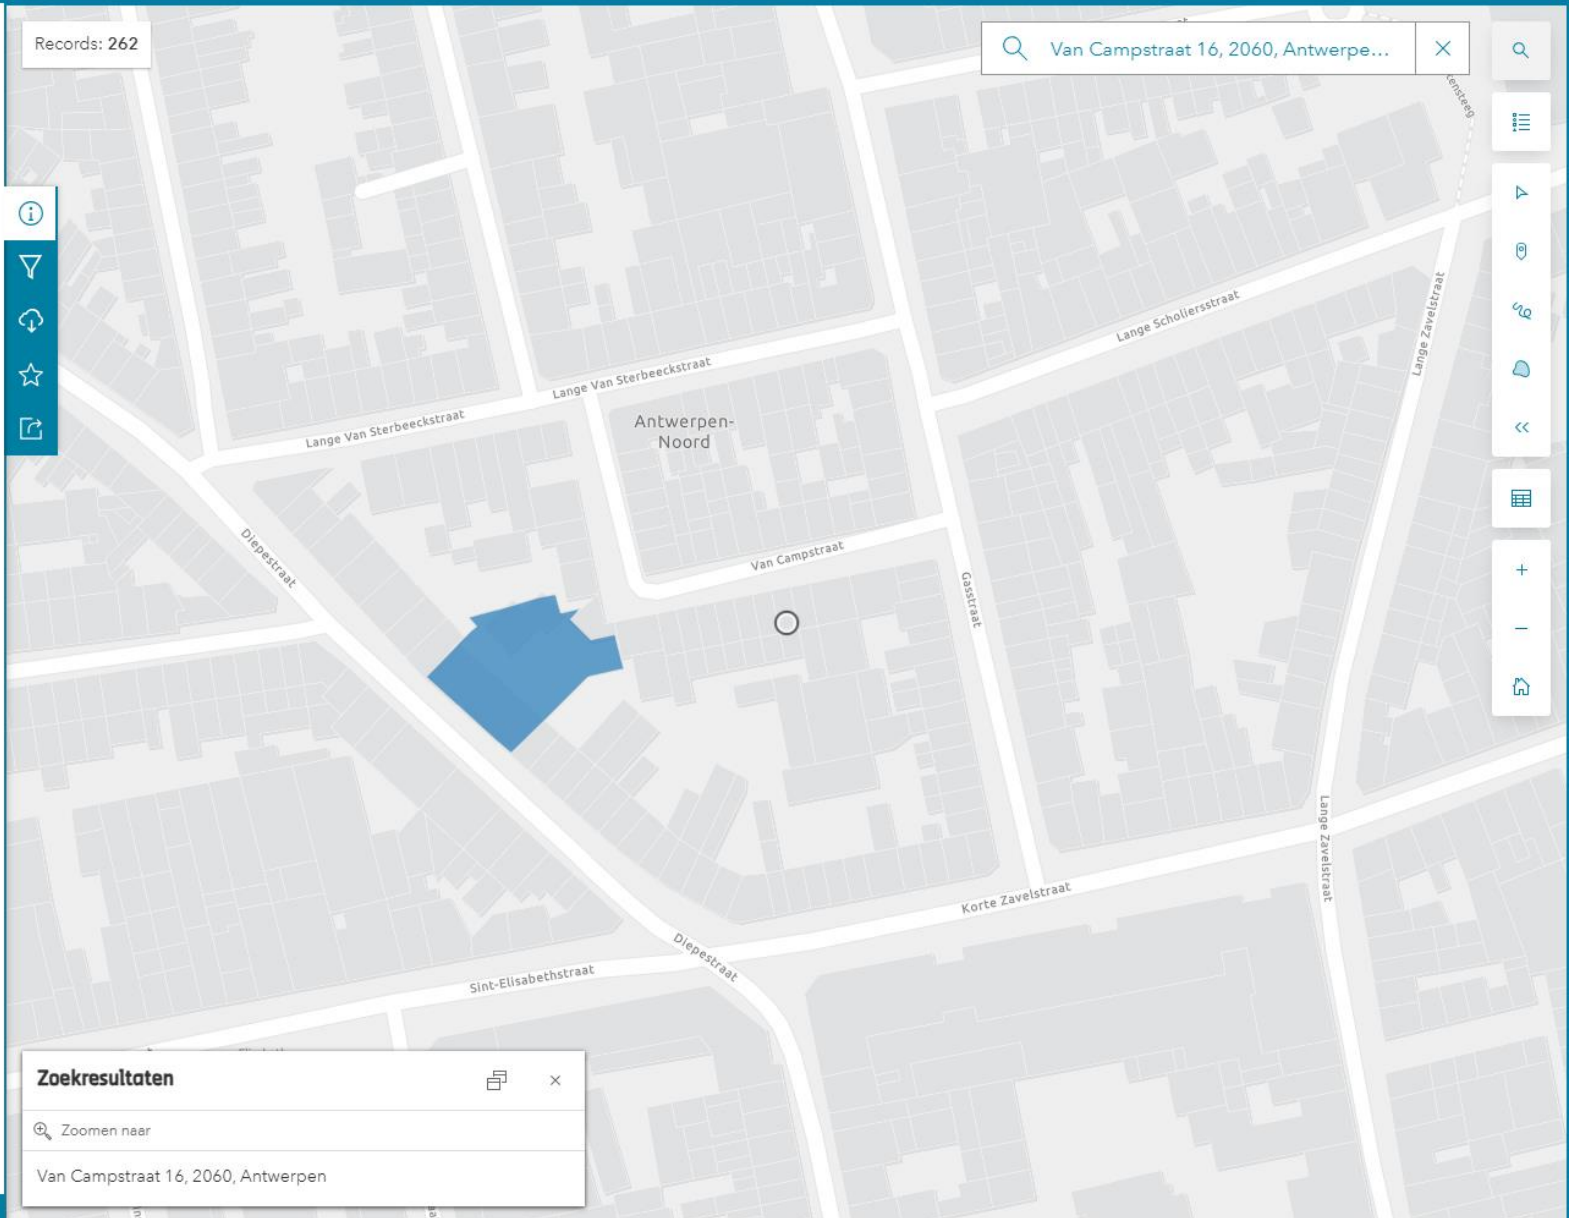 Records: 262
Van Campstraat 16, 2060, Antwerpe...
Lange Scholiersstraat
Lange Zavelstraat
Lange Van Sterbeeckstraat
Lange Van Sterbeeckstraat
Antwerpen-
Noord
Diepestraat
Van Campstraat
Gasstraat
Lange Zavelstraat
Korte Zavelstraat
Diepestraat
Sint-Elisabethstraat
Zoekresultaten
Zoomen naar
Van Campstraat 16, 2060, Antwerpen